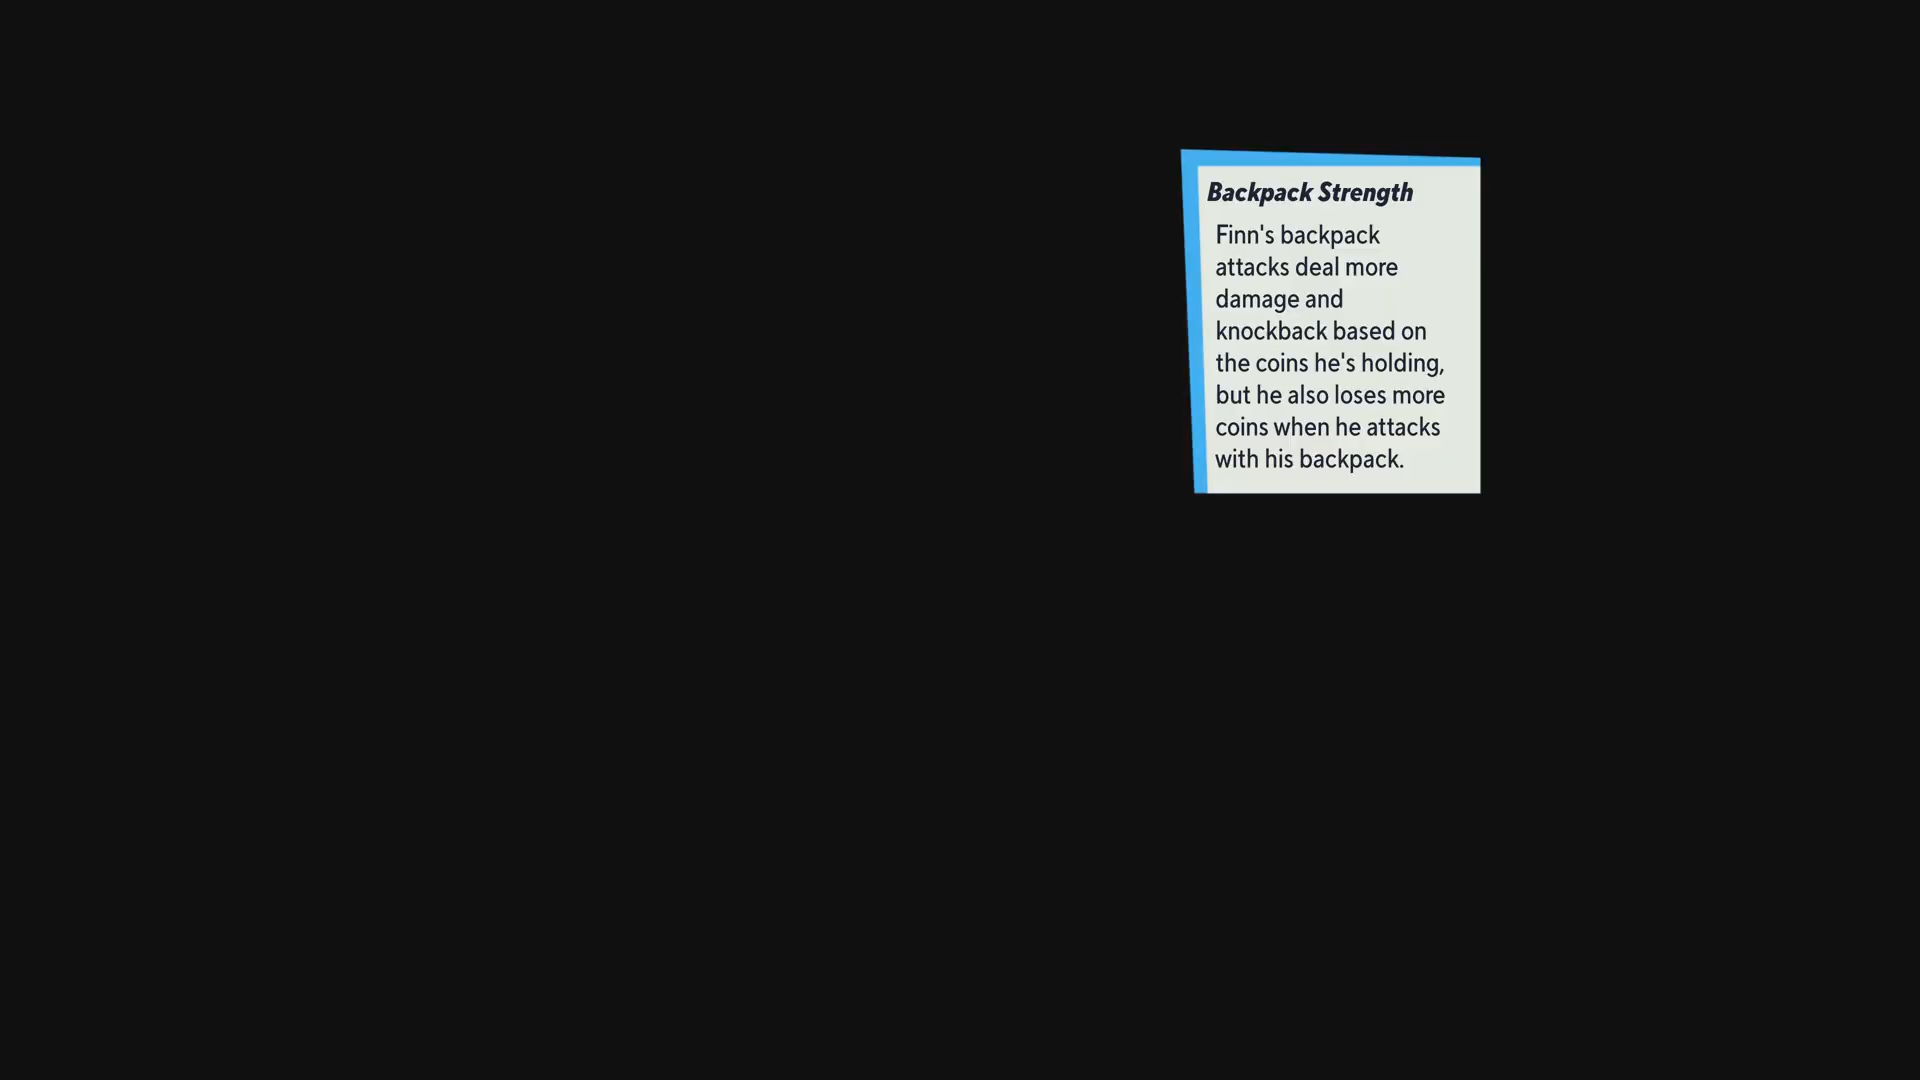 Backpack Strength
Finn's backpack
attacks deal more
damage and
knockback based on
the coins he's holding,
but he also loses more
coins when he attacks
with his backpack.